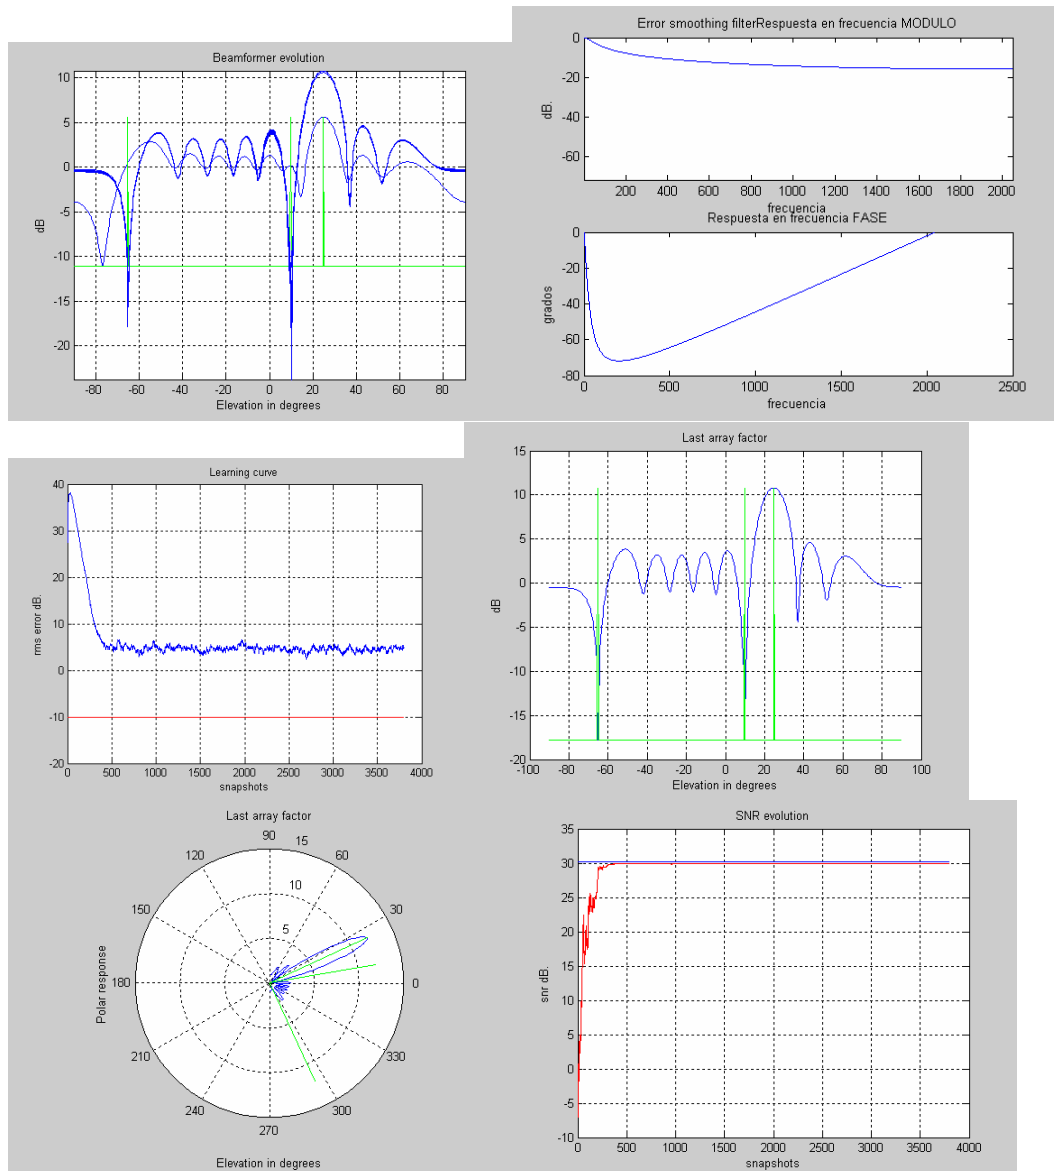 Error smoothing filterRespuesta en frecuencia MODULO
0
-20
-40
-60
dB.
200 400 600 800 1000 1200 1400 1600 1800 2000
frecuencia
Beamformer evolution
10
5
0
-5
-10
-15
-20
dB
-80 -60 -40 -20 0 20 40 60 80
Elevation in degrees
Respuesta en frecuencia FASE
0
-20
-40
-60
-80
grados
0 500 1000 1500 2000 2500
frecuencia
Learning curve
40
30
20
10
0
-10
-20
rms error dB.
0 500 1000 1500 2000 2500 3000 3500 4000
snapshots
Last array factor
15
10
5
0
-5
-10
-15
-20
dB
-100 -80 -60 -40 -20 0 20 40 60 80 100
Elevation in degrees
Last array factor
90 15
120 60
10
150 30
5
180 0
210 330
240 300
270
Polar response
Elevation in degrees
SNR evolution
35
30
25
20
15
10
5
0
-5
-10
snr dB.
0 500 1000 1500 2000 2500 3000 3500 4000
snapshots